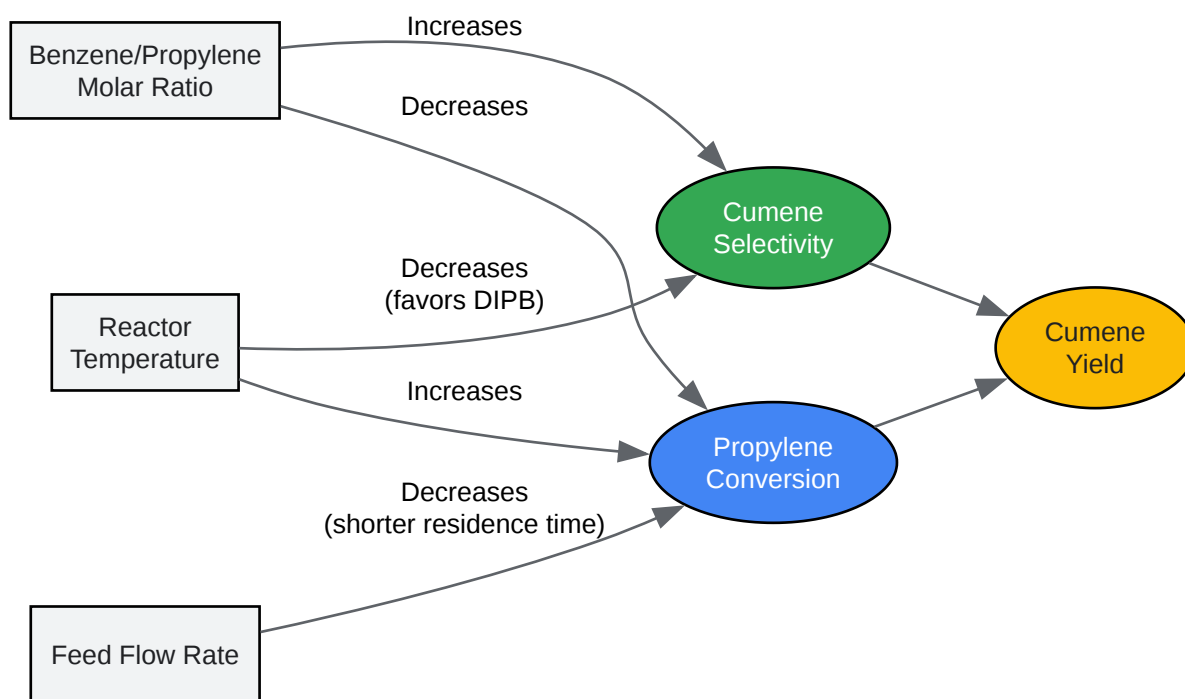 Increases
Benzene/Propylene
Molar Ratio
Decreases
Cumene
Selectivity
Decreases
(favors DIPB)
Reactor
Temperature
Cumene
Yield
Increases
Propylene
Conversion
Decreases
(shorter residence time)
Feed Flow Rate